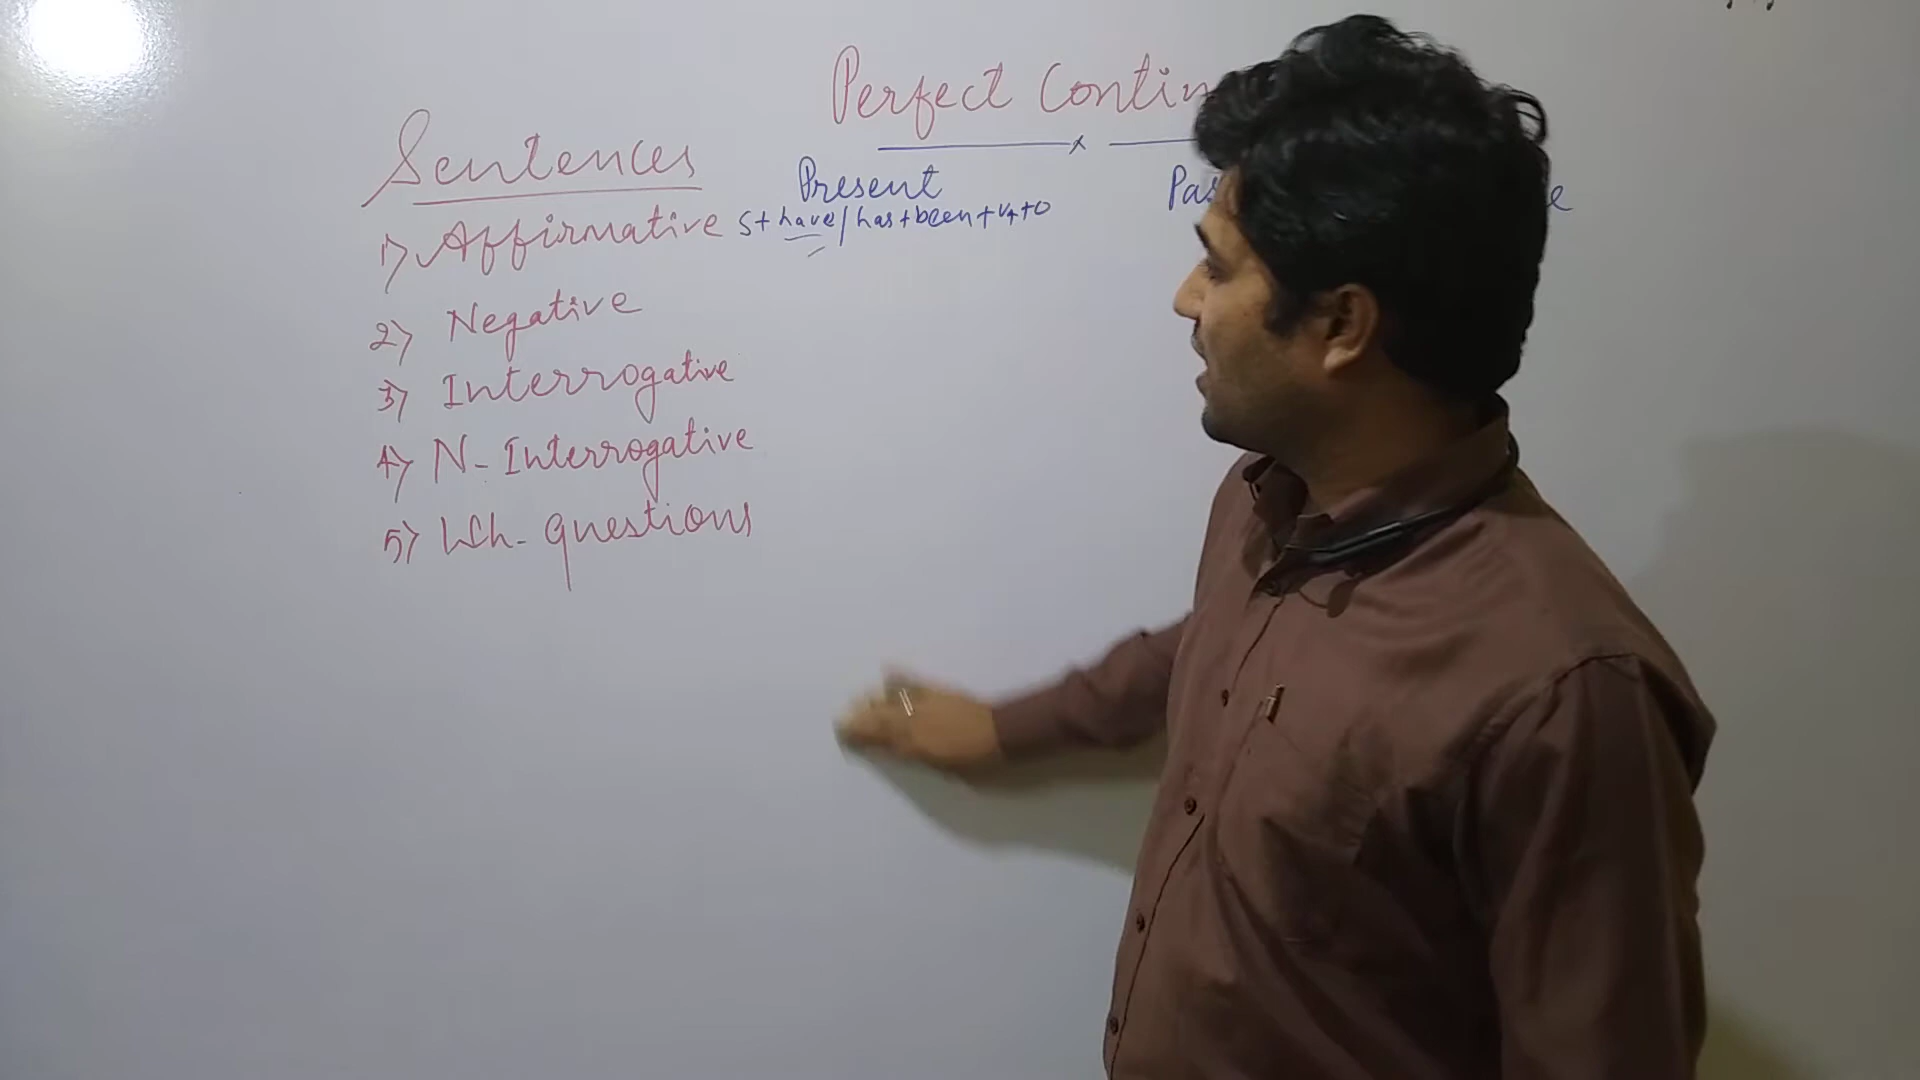 Perfect Contin
Sentences
Present Pas e
1) Affirmative S+have/has+been+V4+O
2) Negative
3) Interrogative
4) N-Interrogative
5) Wh-questions